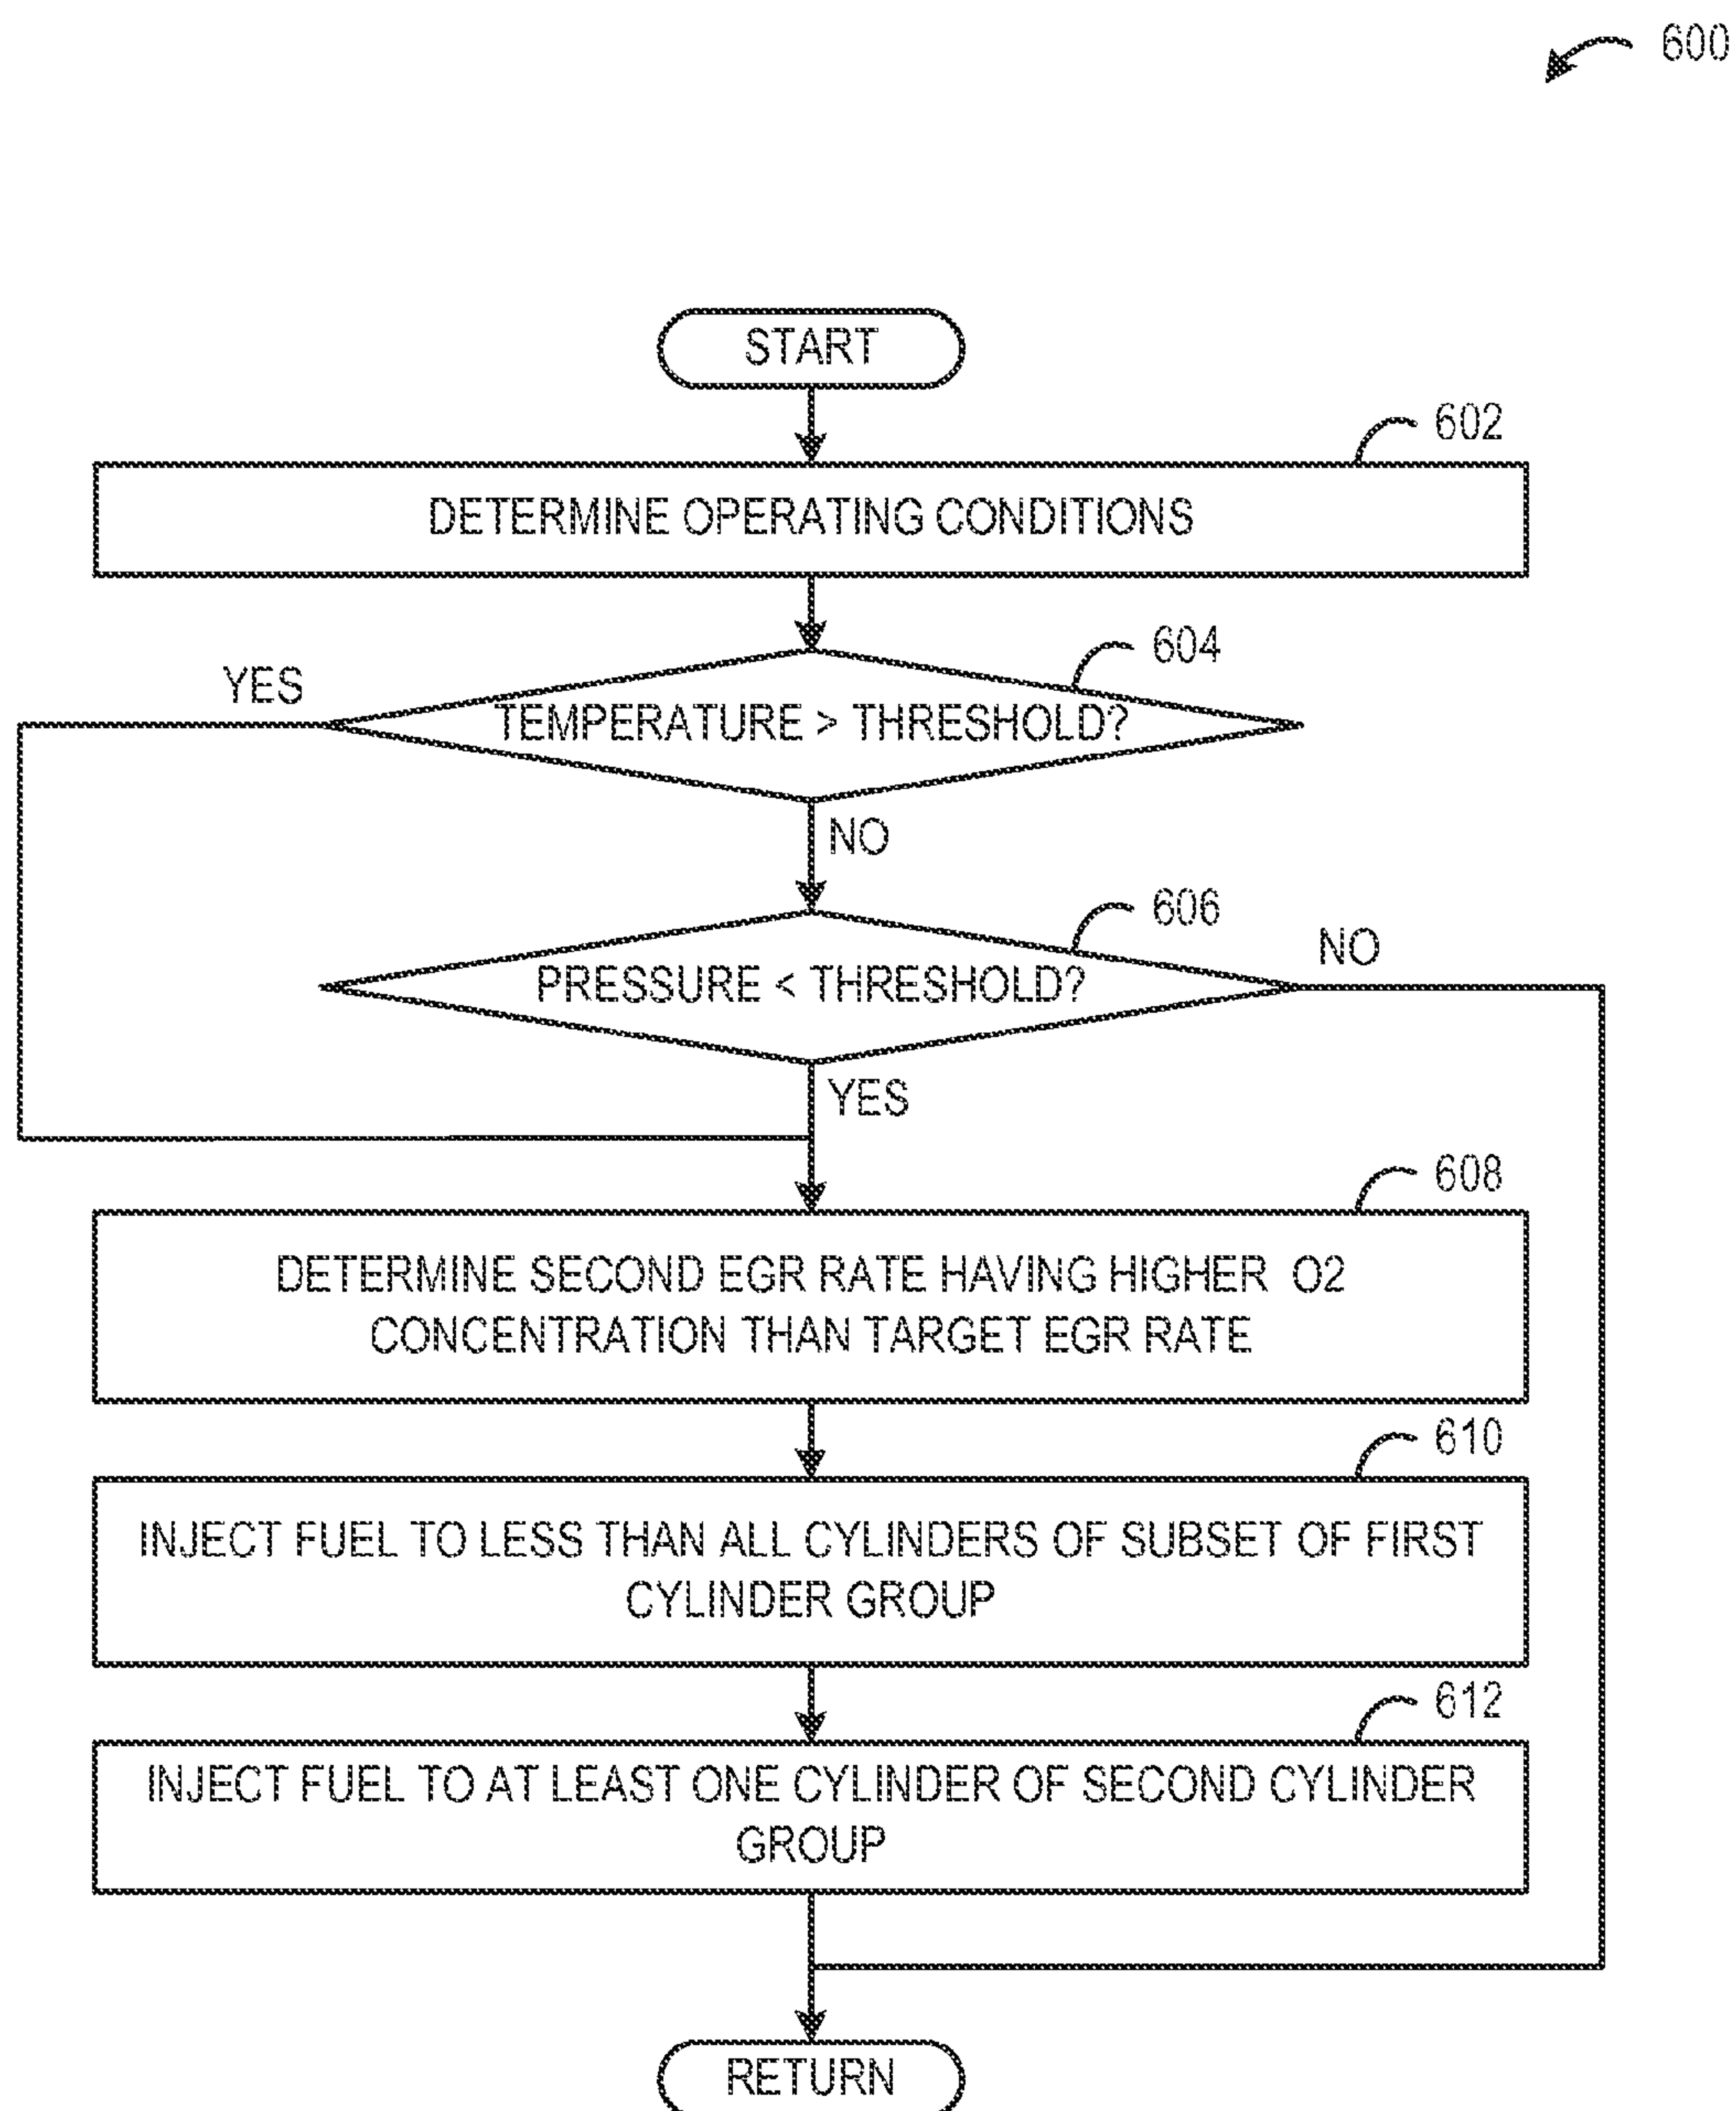 600
START
602
DETERMINE OPERATING CONDITIONS
604
YES
TEMPERATURE > THRESHOLD?
NO
606
NO
PRESSURE < THRESHOLD?
YES
608
DETERMINE SECOND EGR RATE HAVING HIGHER O2
CONCENTRATION THAN TARGET EGR RATE
610
INJECT FUEL TO LESS THAN ALL CYLINDERS OF SUBSET OF FIRST
CYLINDER GROUP
612
INJECT FUEL TO AT LEAST ONE CYLINDER OF SECOND CYLINDER
GROUP
RETURN